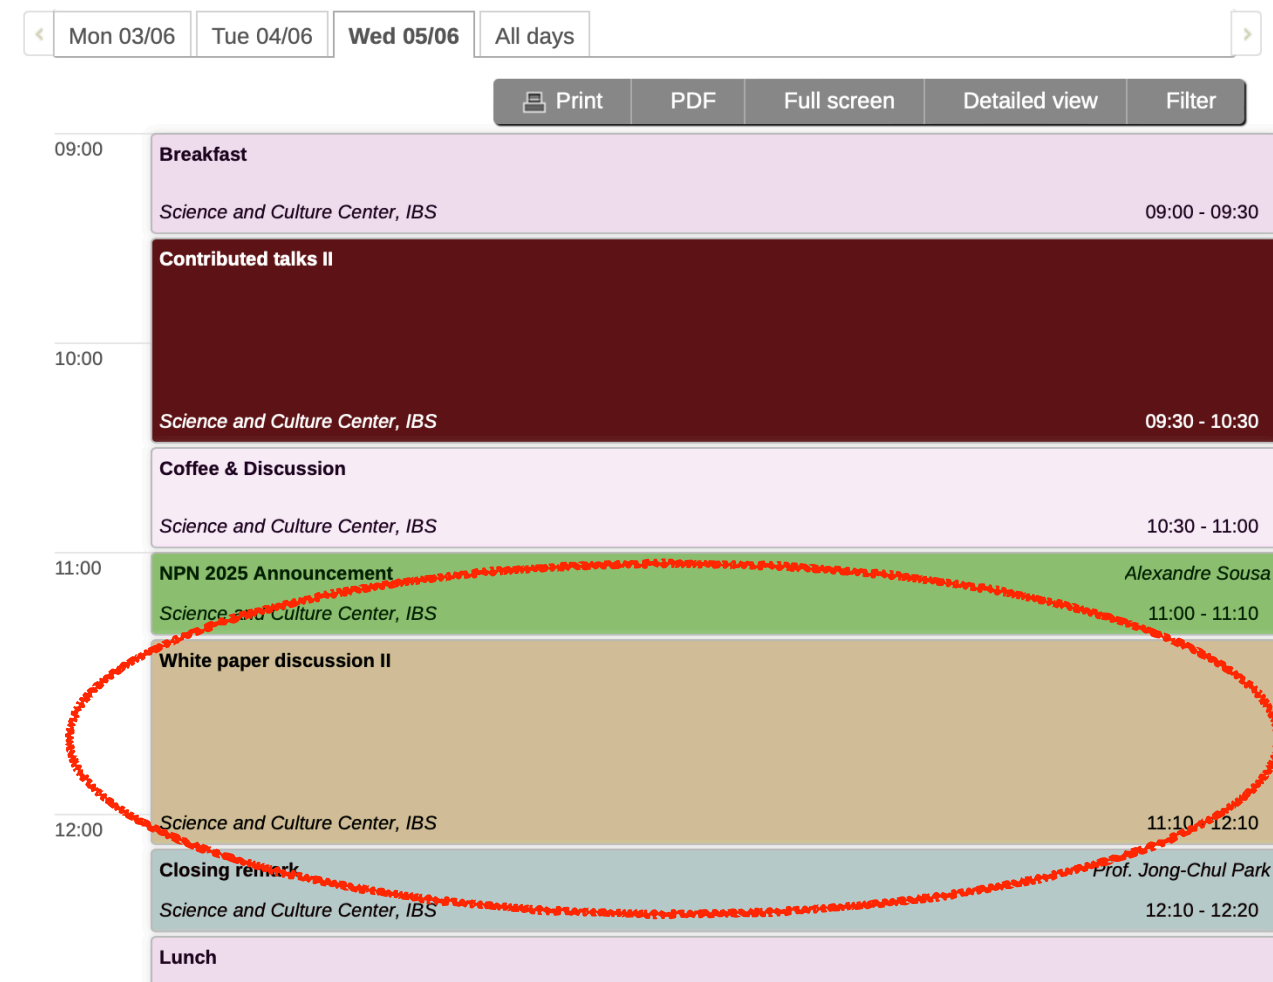 Mon 03/06 Tue 04/06 Wed 05/06 All days
Print PDF Full screen Detailed view Filter
09:00
Breakfast
Science and Culture Center, IBS 09:00 - 09:30
Contributed talks II
10:00
Science and Culture Center, IBS 09:30 - 10:30
Coffee & Discussion
Science and Culture Center, IBS 10:30 - 11:00
11:00
NPN 2025 Announcement Alexandre Sousa
Science and Culture Center, IBS 11:00 - 11:10
White paper discussion II
Science and Culture Center, IBS 11:10 - 12:10
12:00
Closing remark Prof. Jong-Chul Park
Science and Culture Center, IBS 12:10 - 12:20
Lunch